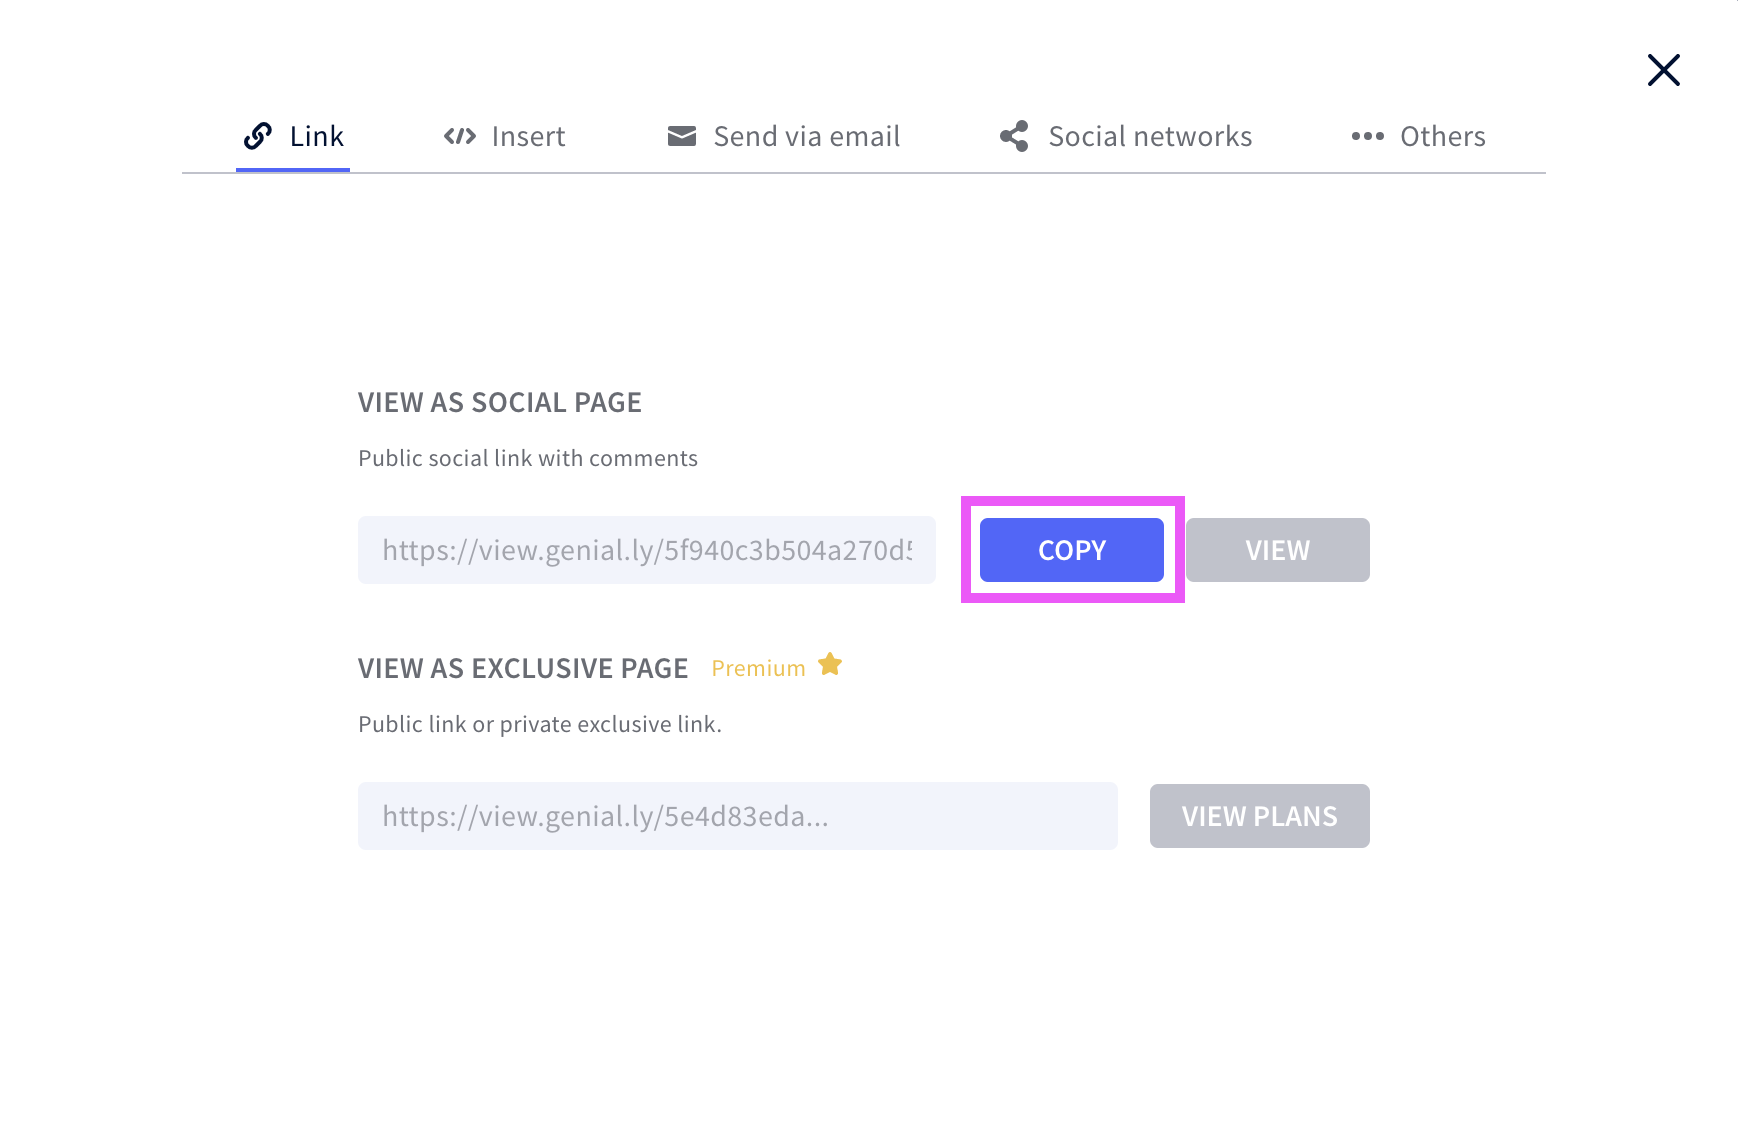 Link
Insert
Send via email
Social networks
Others
VIEW AS SOCIAL PAGE
Public social link with comments
https://view.genial.ly/5f940c3b504a270d5
COPY
VIEW
VIEW AS EXCLUSIVE PAGE Premium
Public link or private exclusive link.
https://view.genial.ly/5e4d83eda...
VIEW PLANS